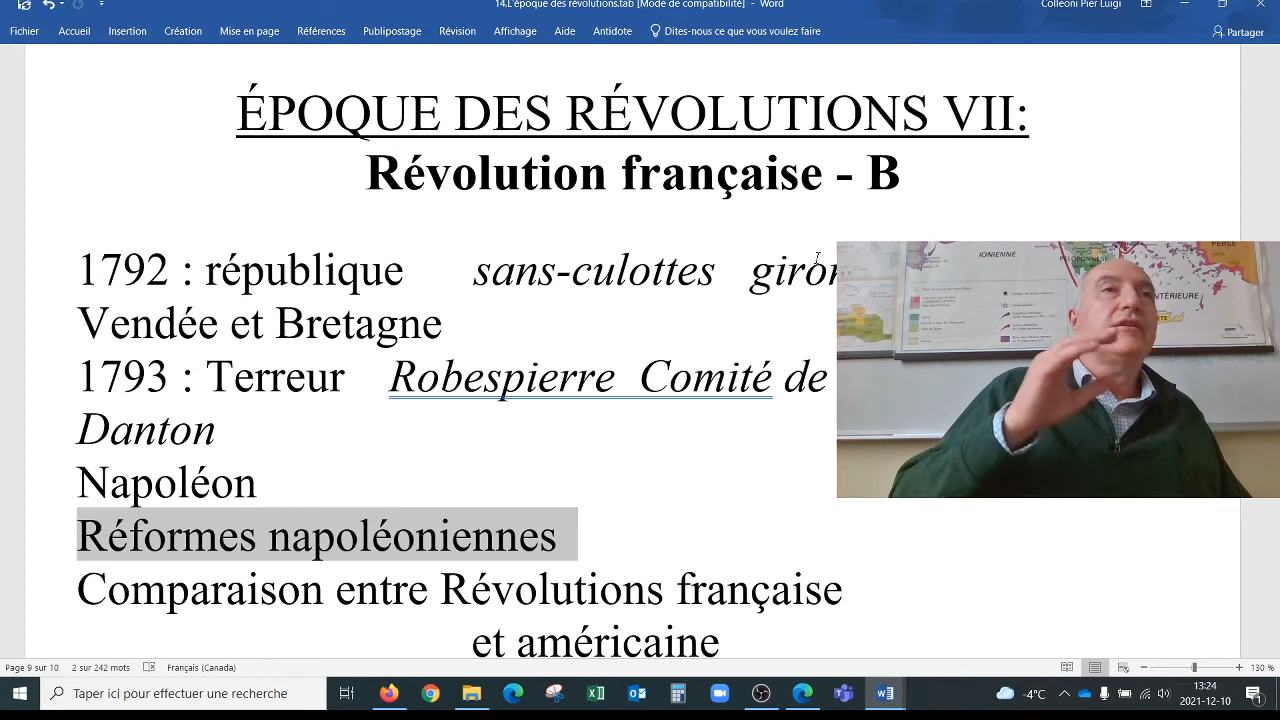 14.L'époque des révolutions.tab [Mode de compatibilité] - Word
Colleoni Pier Luigi
Fichier Accueil Insertion Création Mise en page Références Publipostage Révision Affichage Aide Antidote Dites-nous ce que vous voulez faire
Partager
ÉPOQUE DES RÉVOLUTIONS VII:
Révolution française - B
1792 : république sans-culottes giron
Vendée et Bretagne
1793 : Terreur Robespierre Comité de
Danton
Napoléon
Réformes napoléoniennes
Comparaison entre Révolutions française
et américaine
IONIENNE
PÉLOPONNÈSE
PERSE
Page 9 sur 10 2 sur 242 mots Français (Canada)
130 %
Taper ici pour effectuer une recherche
-4°C
13:24
2021-12-10